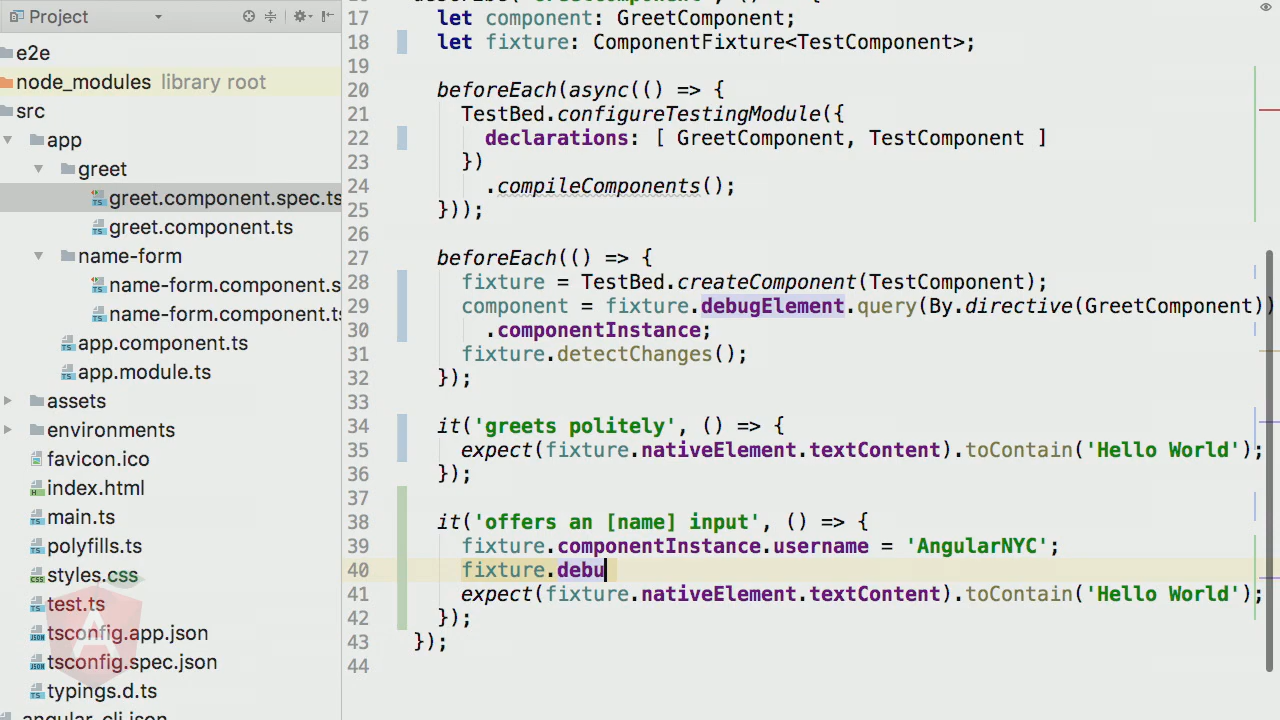 Project
e2e
node_modules library root
src
app
greet
greet.component.spec.ts
greet.component.ts
name-form
name-form.component.s
name-form.component.ts
app.component.ts
app.module.ts
assets
environments
favicon.ico
index.html
main.ts
polyfills.ts
styles.css
test.ts
tsconfig.app.json
tsconfig.spec.json
typings.d.ts
angular-cli.json
17 let component: GreetComponent;
18 let fixture: ComponentFixture<TestComponent>;
19
20 beforeEach(async(() => {
21 TestBed.configureTestingModule({
22 declarations: [ GreetComponent, TestComponent ]
23 })
24 .compileComponents();
25 }));
26
27 beforeEach(() => {
28 fixture = TestBed.createComponent(TestComponent);
29 component = fixture.debugElement.query(By.directive(GreetComponent))
30 .componentInstance;
31 fixture.detectChanges();
32 });
33
34 it('greets politely', () => {
35 expect(fixture.nativeElement.textContent).toContain('Hello World');
36 });
37
38 it('offers an [name] input', () => {
39 fixture.componentInstance.username = 'AngularNYC';
40 fixture.debu
41 expect(fixture.nativeElement.textContent).toContain('Hello World');
42 });
43 });
44